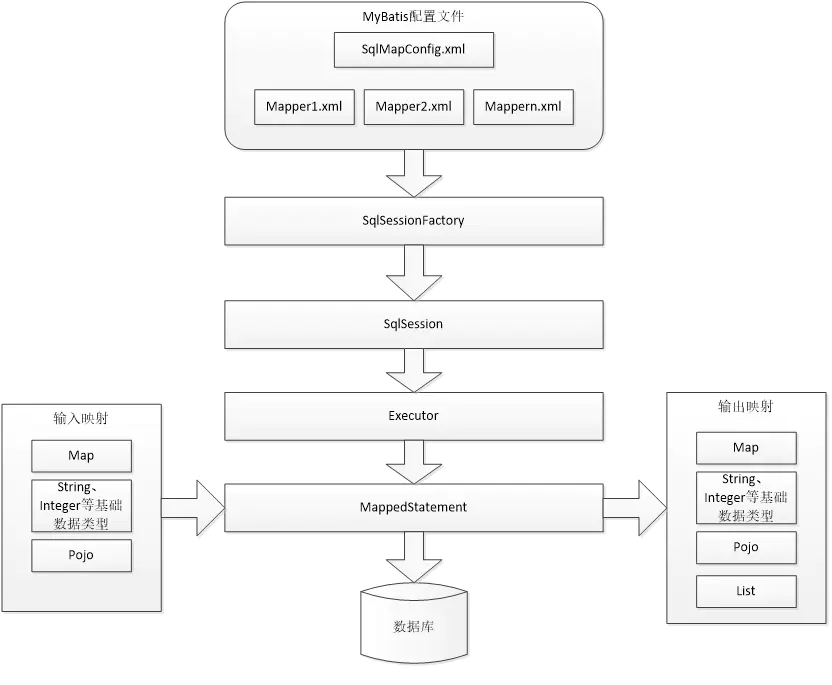 MyBatis配置文件
SqlMapConfig.xml
Mapper1.xml
Mapper2.xml
Mappern.xml
SqlSessionFactory
SqlSession
Executor
输入映射
Map
String、
Integer等基础
数据类型
Pojo
MappedStatement
输出映射
Map
String、
Integer等基础
数据类型
Pojo
List
数据库